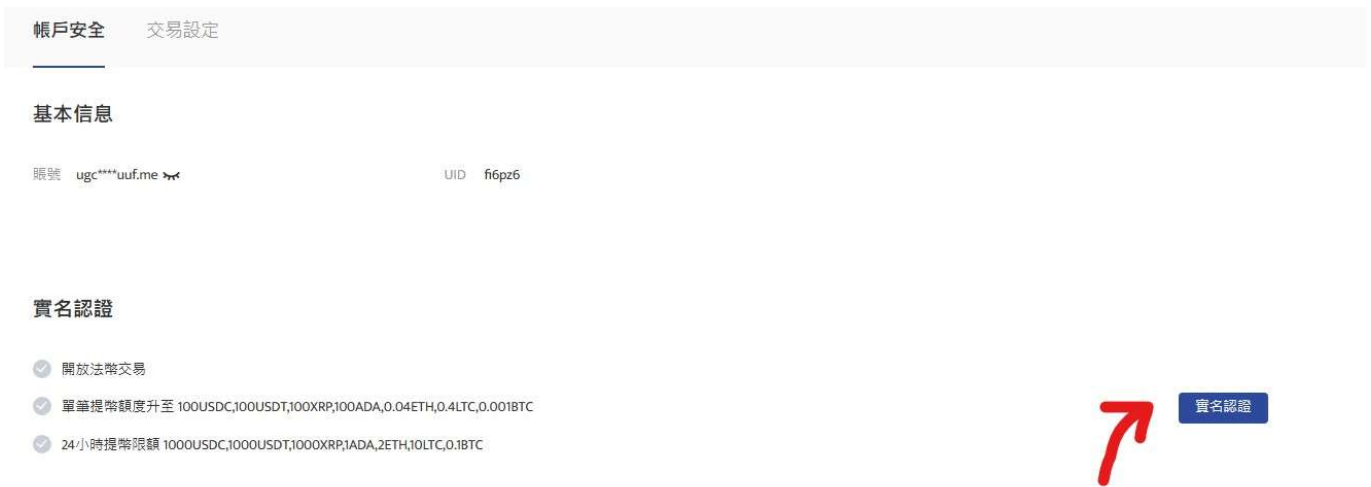 帳戶安全 交易設定
基本信息
賬號 ugc****uuf.me UID fi6pz6
實名認證
開放法幣交易
單筆提幣額度升至 100USDC,100USDT,100XRP,100ADA,0.04ETH,0.4LTC,0.001BTC
實名認證
24小時提幣限額 1000USDC,1000USDT,1000XRP,1ADA,2ETH,10LTC,0.1BTC